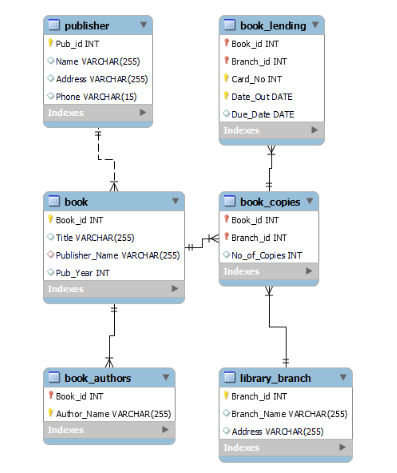 publisher
Pub_id INT
Name VARCHAR(255)
Address VARCHAR(255)
Phone VARCHAR(15)
Indexes
book_lending
Book_id INT
Branch_id INT
Card_No INT
Date_Out DATE
Due_Date DATE
Indexes
book
Book_id INT
Title VARCHAR(255)
Publisher_Name VARCHAR(255)
Pub_Year INT
Indexes
book_copies
Book_id INT
Branch_id INT
No_of_Copies INT
Indexes
book_authors
Book_id INT
Author_Name VARCHAR(255)
Indexes
library_branch
Branch_id INT
Branch_Name VARCHAR(255)
Address VARCHAR(255)
Indexes